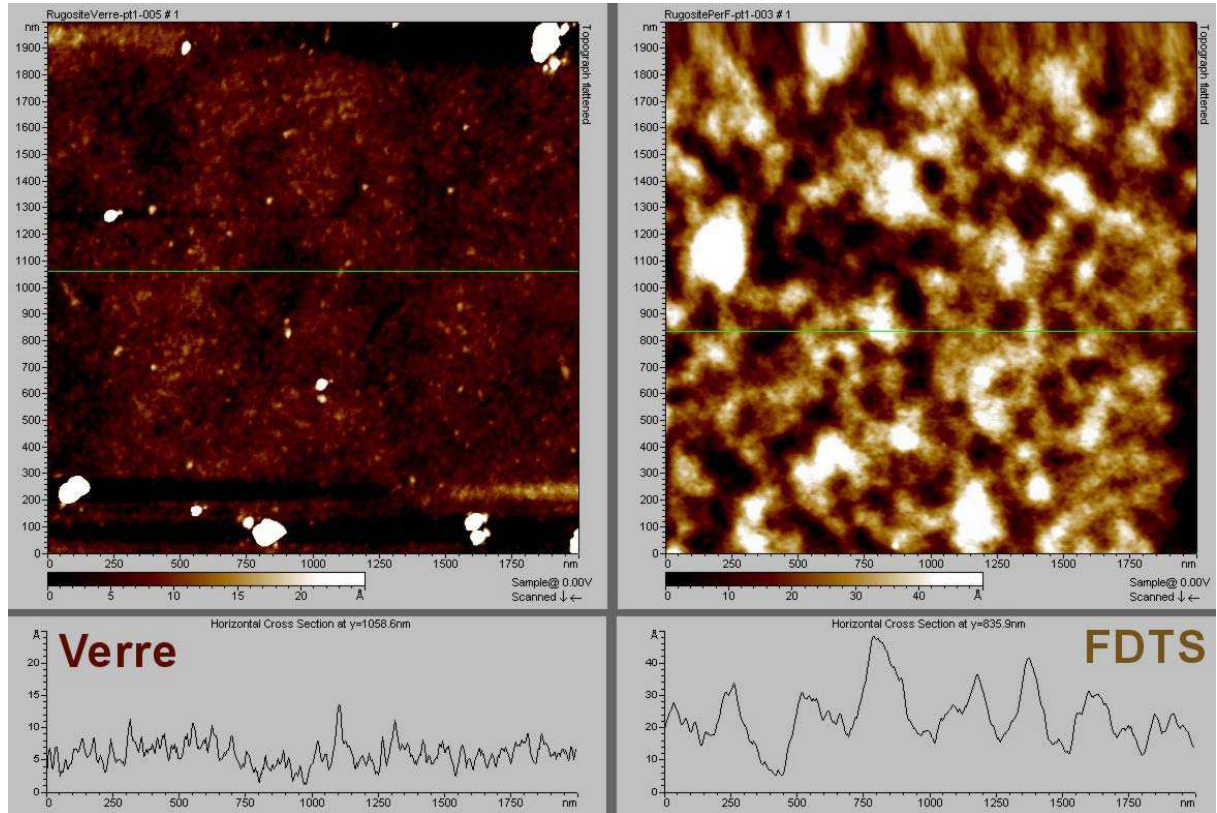 RugositeVerre-pt1-005 # 1
nm
1900
1800
1700
1600
1500
1400
1300
1200
1100
1000
900
800
700
600
500
400
300
200
100
0
Topograph flattened
0 250 500 750 1000 1250 1500 1750 nm
0 5 10 15 20 Å
Sample@ 0.00V
Scanned ↓ ←
RugositePerF-pt1-003 # 1
nm
1900
1800
1700
1600
1500
1400
1300
1200
1100
1000
900
800
700
600
500
400
300
200
100
0
Topograph flattened
0 250 500 750 1000 1250 1500 1750 nm
0 10 20 30 40 Å
Sample@ 0.00V
Scanned ↓ ←
Horizontal Cross Section at y=1058.6nm
Å
Verre
20
15
10
5
0
0 250 500 750 1000 1250 1500 1750 nm
Horizontal Cross Section at y=835.9nm
Å
FDTS
40
30
20
10
0
0 250 500 750 1000 1250 1500 1750 nm